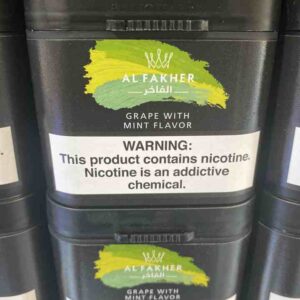 AL FAKHER
الفاخر
GRAPE WITH
MINT FLAVOR
WARNING:
This product contains nicotine.
Nicotine is an addictive
chemical.
AL FAKHER
الفاخر
GRAPE WITH
MINT FLAVOR